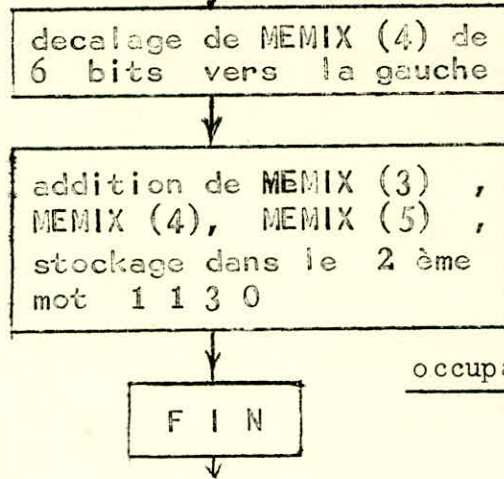 decalage de MEMIX (4) de
6 bits vers la gauche
addition de MEMIX (3) ,
MEMIX (4), MEMIX (5) ,
stockage dans le 2 ème
mot 1 1 3 0
occupa
F I N